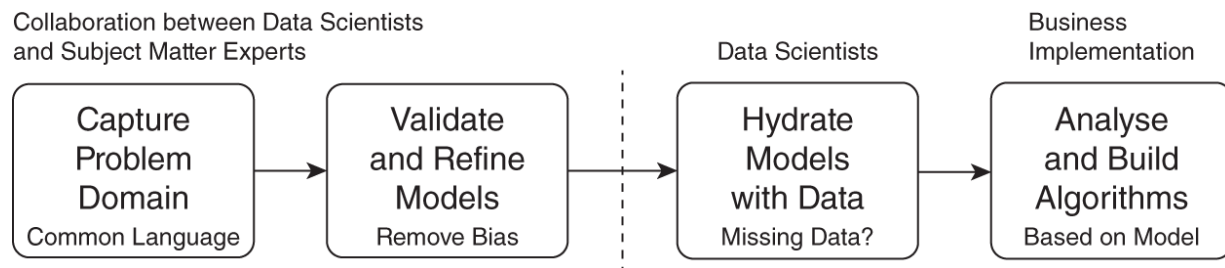 Collaboration between Data Scientists
and Subject Matter Experts
Capture
Problem
Domain
Common Language
Validate
and Refine
Models
Remove Bias
Data Scientists
Hydrate
Models
with Data
Missing Data?
Business
Implementation
Analyse
and Build
Algorithms
Based on Model